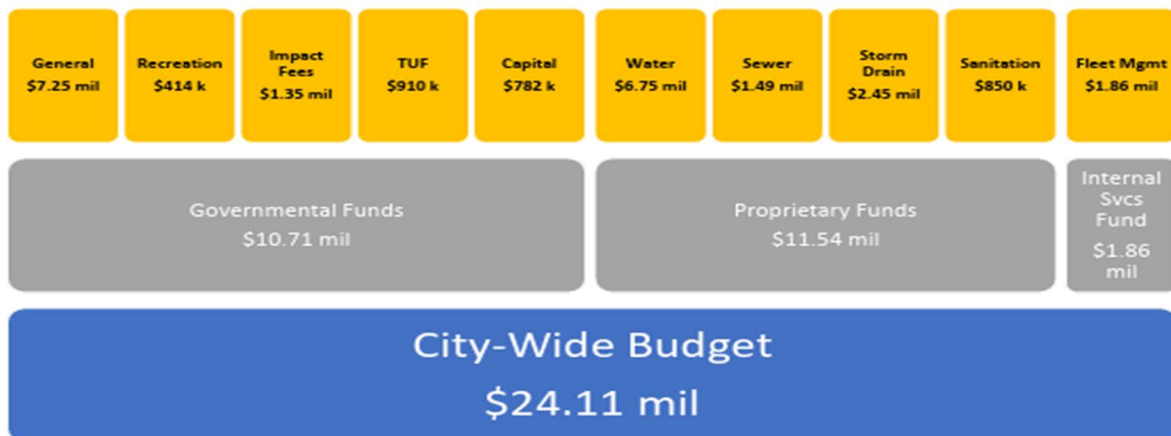 General
$7.25 mil
Recreation
$414 k
Impact
Fees
$1.35 mil
TUF
$910 k
Capital
$782 k
Water
$6.75 mil
Sewer
$1.49 mil
Storm
Drain
$2.45 mil
Sanitation
$850 k
Fleet Mgmt
$1.86 mil
Governmental Funds
$10.71 mil
Proprietary Funds
$11.54 mil
Internal
Svcs
Fund
$1.86
mil
City-Wide Budget
$24.11 mil